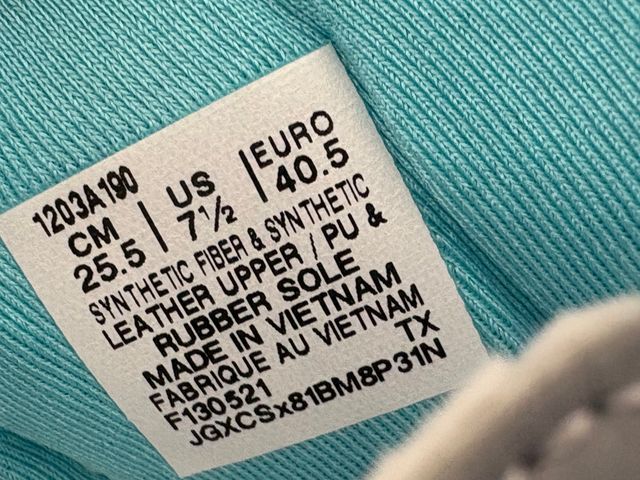 1203A190
CM | US | EURO
25.5 | 7½ | 40.5
SYNTHETIC FIBER & SYNTHETIC
LEATHER UPPER / PU &
RUBBER SOLE
MADE IN VIETNAM
FABRIQUE AU VIETNAM
F130521 TX
JGXCSx81BM8P31N